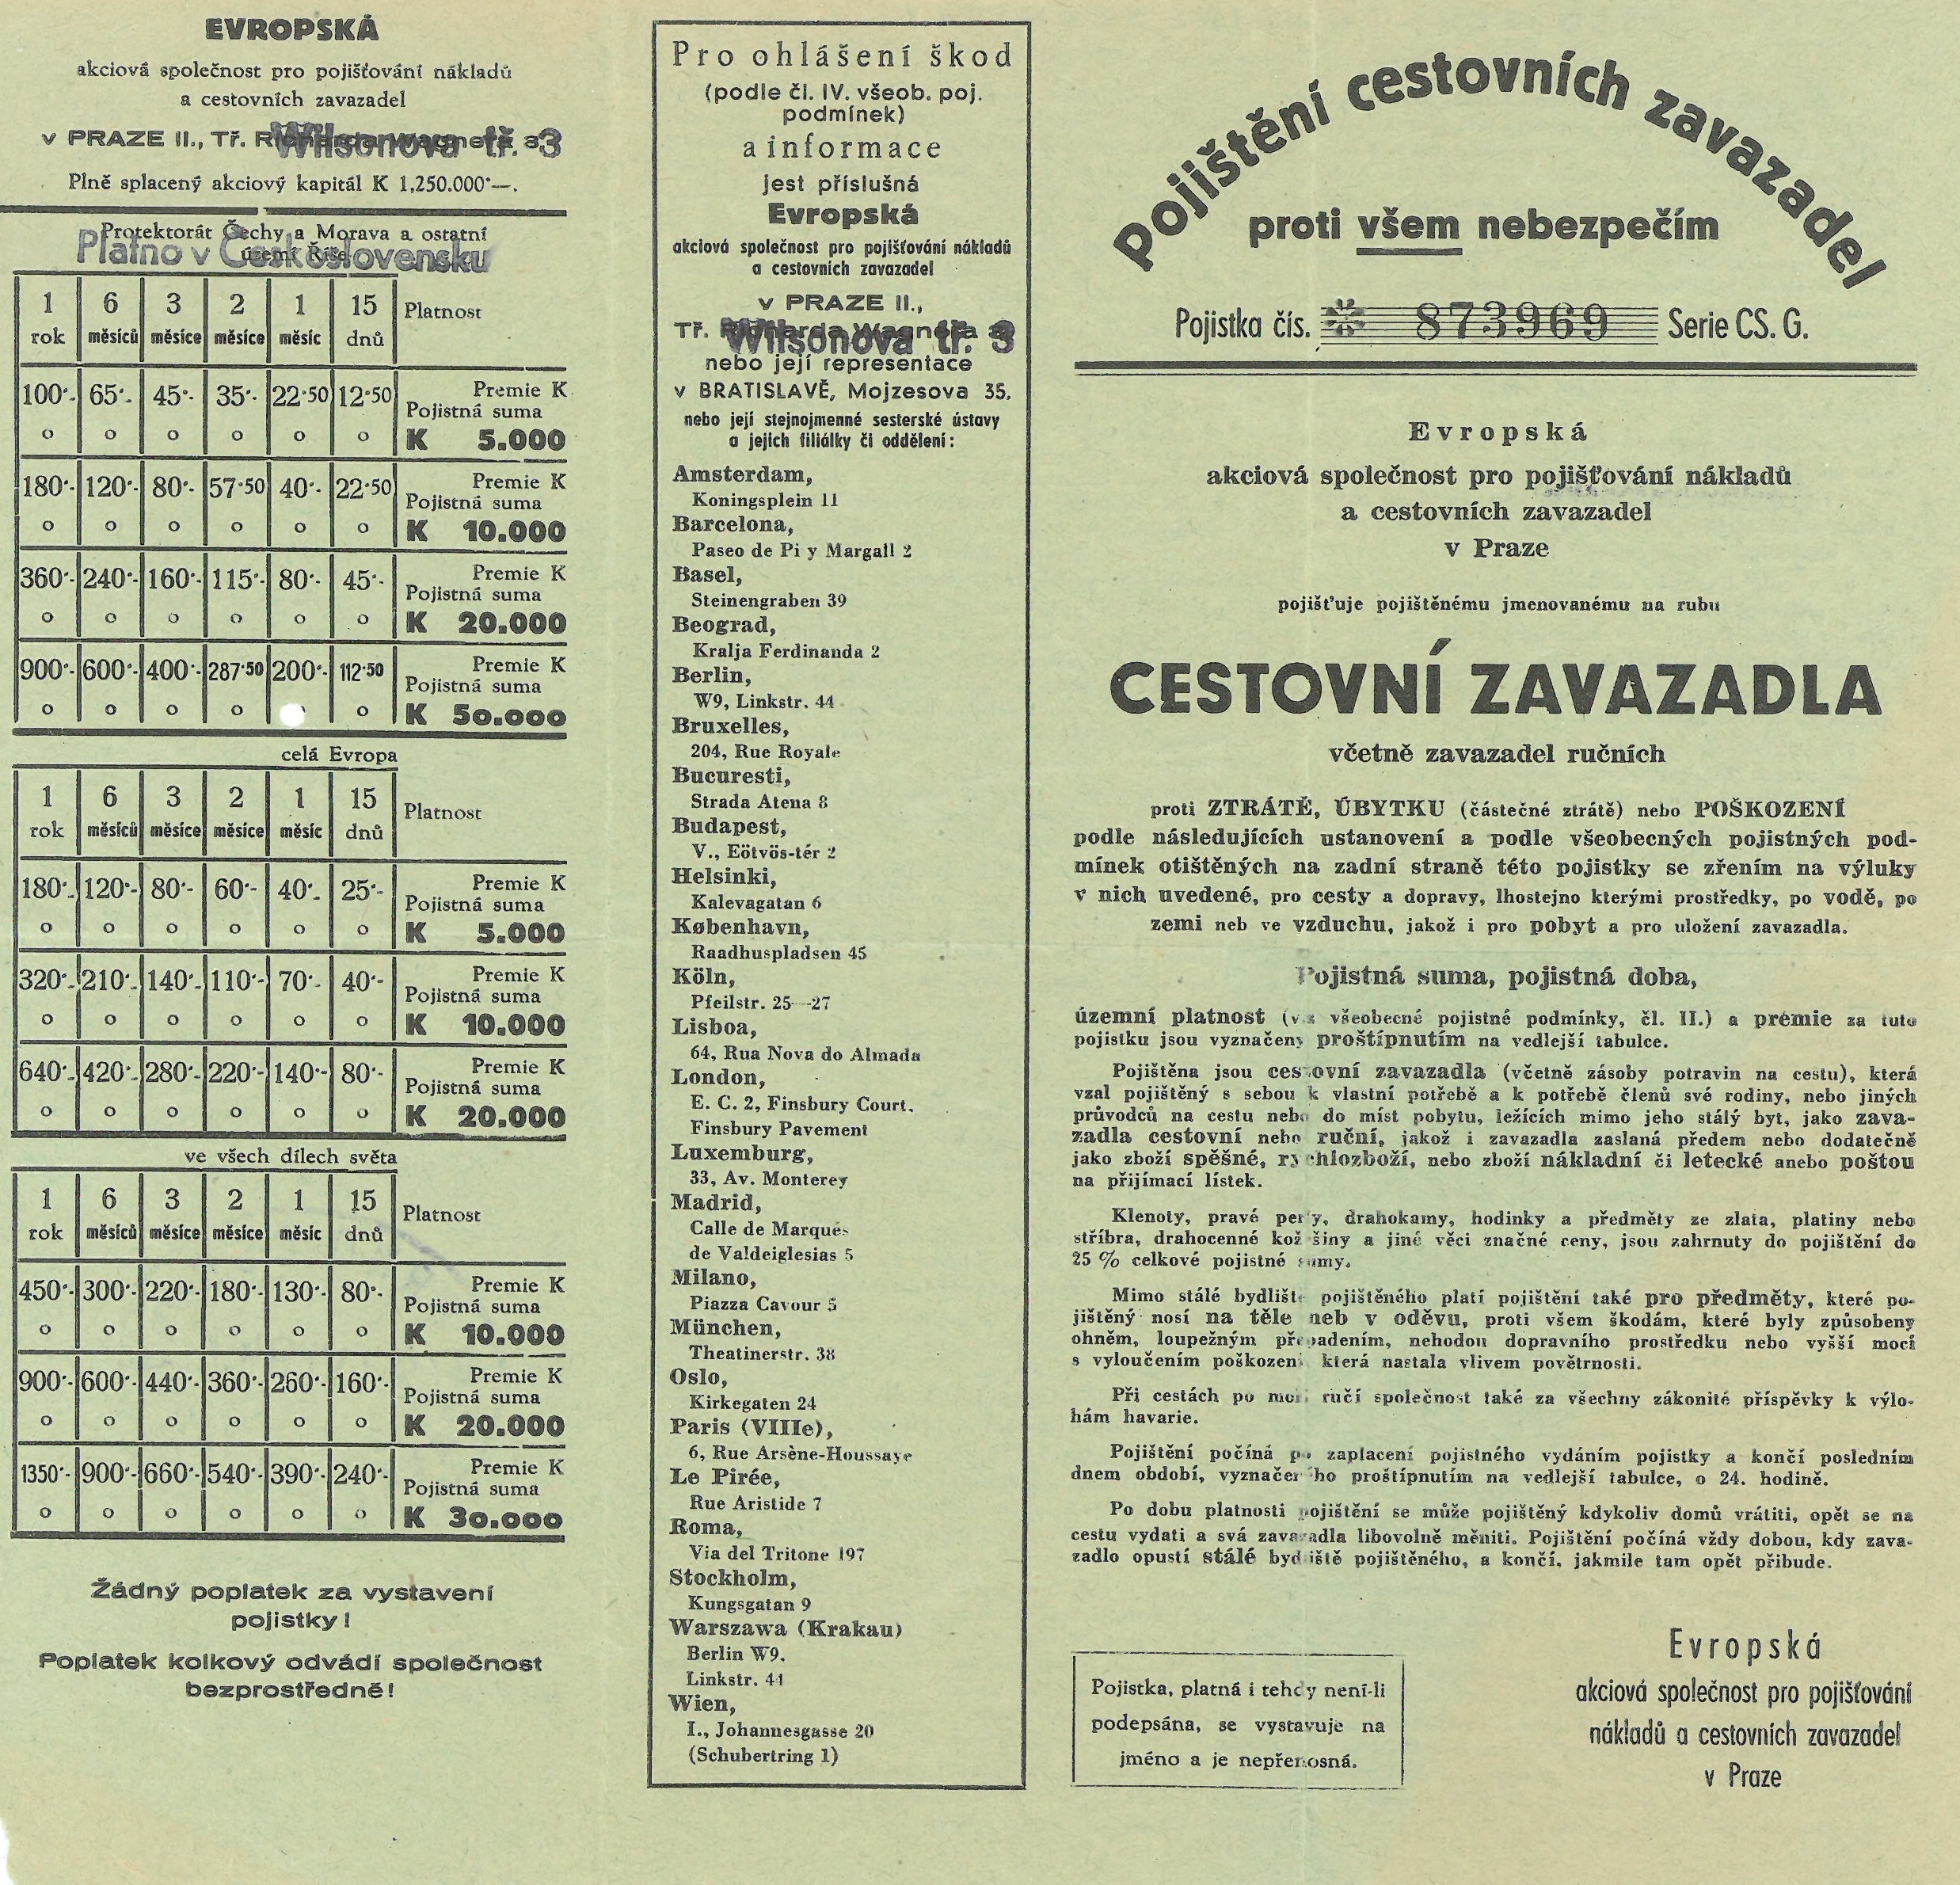 EVROPSKÁ
akciová společnost pro pojišťování nákladů
a cestovních zavazadel
v PRAZE II., Tř. Richarda Wagnera
Wilsonova tř. 3
Plně splacený akciový kapitál K 1,250.000·—.
Protektorát Čechy a Morava a ostatní
území Říše
Platno v Československu
1 6 3 2 1 15 Platnost
rok měsíců měsíce měsíce měsíc dnů
100·- 65·- 45·- 35·- 22·50 12·50 Premie K
Pojistná suma
o o o o o o K 5.000
180·- 120·- 80·- 57·50 40·- 22·50 Premie K
Pojistná suma
o o o o o o K 10.000
360·- 240·- 160·- 115·- 80·- 45·- Premie K
Pojistná suma
o o o o o o K 20.000
900·- 600·- 400·- 287·50 200·- 112·50 Premie K
Pojistná suma
o o o o o K 50.000
celá Evropa
1 6 3 2 1 15 Platnost
rok měsíců měsíce měsíce měsíc dnů
180·- 120·- 80·- 60·- 40·- 25·- Premie K
Pojistná suma
o o o o o o K 5.000
320·- 210·- 140·- 110·- 70·- 40·- Premie K
Pojistná suma
o o o o o o K 10.000
640·- 420·- 280·- 220·- 140·- 80·- Premie K
Pojistná suma
o o o o o o K 20.000
ve všech dílech světa
1 6 3 2 1 15 Platnost
rok měsíců měsíce měsíce měsíc dnů
450·- 300·- 220·- 180·- 130·- 80·- Premie K
Pojistná suma
o o o o o o K 10.000
900·- 600·- 440·- 360·- 260·- 160·- Premie K
Pojistná suma
o o o o o o K 20.000
1350·- 900·- 660·- 540·- 390·- 240·- Premie K
Pojistná suma
o o o o o o K 30.000
Žádný poplatek za vystavení
pojistky!
Poplatek kolkový odvádí společnost
bezprostředně!
Pro ohlášení škod
(podle čl. IV. všeob. poj.
podmínek)
a informace
jest příslušná
Evropská
akciová společnost pro pojišťování nákladů
a cestovních zavazadel
v PRAZE II.,
Tř. Richarda Wagnera
Wilsonova tř. 3
nebo její representace
v BRATISLAVĚ, Mojzesova 35,
nebo její stejnojmenné sesterské ústavy
a jejich filiálky či oddělení:
Amsterdam,
Koningsplein 11
Barcelona,
Paseo de Pi y Margall 2
Basel,
Steinengraben 39
Beograd,
Kralja Ferdinanda 2
Berlin,
W9, Linkstr. 44
Bruxelles,
204, Rue Royale
Bucuresti,
Strada Atena 8
Budapest,
V., Eötvös-tér 2
Helsinki,
Kalevagatan 6
København,
Raadhuspladsen 45
Köln,
Pfeilstr. 25—27
Lisboa,
64, Rua Nova do Almada
London,
E. C. 2, Finsbury Court,
Finsbury Pavement
Luxemburg,
33, Av. Monterey
Madrid,
Calle de Marqués
de Valdeiglesias 5
Milano,
Piazza Cavour 5
München,
Theatinerstr. 38
Oslo,
Kirkegaten 24
Paris (VIIIe),
6, Rue Arsène-Houssaye
Le Pirée,
Rue Aristide 7
Roma,
Via del Tritone 197
Stockholm,
Kungsgatan 9
Warszawa (Krakau)
Berlin W9,
Linkstr. 44
Wien,
I., Johannesgasse 20
(Schubertring 1)
Pojištění cestovních zavazadel
proti všem nebezpečím
Pojistka čís. 873969 Serie CS. G.
Evropská
akciová společnost pro pojišťování nákladů
a cestovních zavazadel
v Praze
pojišťuje pojištěnému jmenovanému na rubu
CESTOVNÍ ZAVAZADLA
včetně zavazadel ručních
proti ZTRÁTĚ, ÚBYTKU (částečné ztrátě) nebo POŠKOZENÍ
podle následujících ustanovení a podle všeobecných pojistných pod-
mínek otištěných na zadní straně této pojistky se zřením na výluky
v nich uvedené, pro cesty a dopravy, lhostejno kterými prostředky, po vodě, po
zemi neb ve vzduchu, jakož i pro pobyt a pro uložení zavazadla.
Pojistná suma, pojistná doba,
územní platnost (viz všeobecné pojistné podmínky, čl. II.) a prémie za tuto
pojistku jsou vyznačeny proštípnutím na vedlejší tabulce.
Pojištěna jsou cestovní zavazadla (včetně zásoby potravin na cestu), která
vzal pojištěný s sebou k vlastní potřebě a k potřebě členů své rodiny, nebo jiných
průvodců na cestu nebo do míst pobytu, ležících mimo jeho stálý byt, jako zava-
zadla cestovní nebo ruční, jakož i zavazadla zaslaná předem nebo dodatečně
jako zboží spěšné, rychlozboží, nebo zboží nákladní či letecké anebo poštou
na přijímací lístek.
Klenoty, pravé perly, drahokamy, hodinky a předměty ze zlata, platiny nebo
stříbra, drahocenné kožišiny a jiné věci značné ceny, jsou zahrnuty do pojištění do
25 % celkové pojistné sumy.
Mimo stálé bydliště pojištěného platí pojištění také pro předměty, které po-
jištěný nosí na těle neb v oděvu, proti všem škodám, které byly způsobeny
ohněm, loupežným přepadením, nehodou dopravního prostředku nebo vyšší mocí
s vyloučením poškození, která nastala vlivem povětrnosti.
Při cestách po moři ručí společnost také za všechny zákonité příspěvky k výlo-
hám havarie.
Pojištění počíná po zaplacení pojistného vydáním pojistky a končí posledním
dnem období, vyznačeného proštípnutím na vedlejší tabulce, o 24. hodině.
Po dobu platnosti pojištění se může pojištěný kdykoliv domů vrátiti, opět se na
cestu vydati a svá zavazadla libovolně měniti. Pojištění počíná vždy dobou, kdy zava-
zadlo opustí stálé bydliště pojištěného, a končí, jakmile tam opět přibude.
Pojistka, platná i tehdy není-li
podepsána, se vystavuje na
jméno a je nepřenosná.
Evropská
akciová společnost pro pojišťování
nákladů a cestovních zavazadel
v Praze